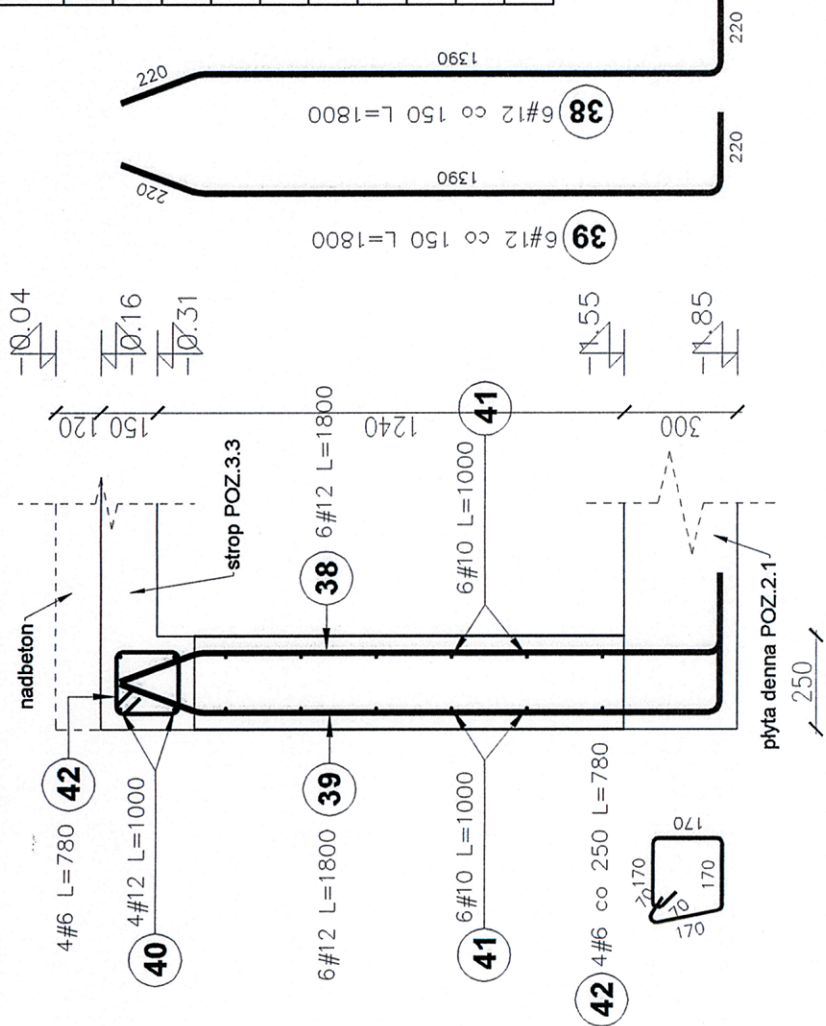 220
1390
220
6#12 co 150 L=1800
38
220
1390
220
6#12 co 150 L=1800
39
-0.04
-0.16
-0.31
-1.55
-1.85
120
150
1240
300
nadbeton
strop POZ.3.3
38
6#12 L=1800
6#10 L=1000
41
płyta denna POZ.2.1
250
4#6 L=780
42
4#12 L=1000
40
6#12 L=1800
39
6#10 L=1000
41
42
4#6 co 250 L=780
170
170
170
170
70
70